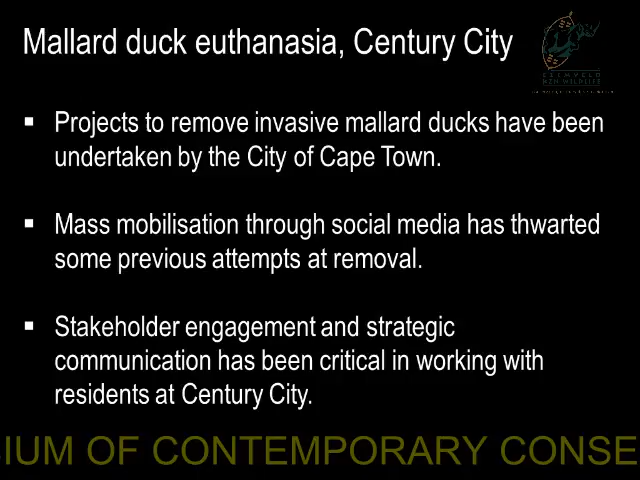 Mallard duck euthanasia, Century City
▪ Projects to remove invasive mallard ducks have been
undertaken by the City of Cape Town.
▪ Mass mobilisation through social media has thwarted
some previous attempts at removal.
▪ Stakeholder engagement and strategic
communication has been critical in working with
residents at Century City.
IUM OF CONTEMPORARY CONSE